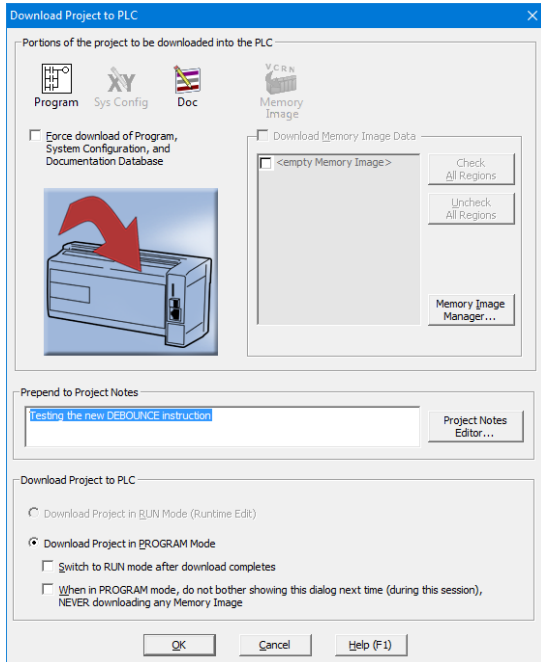 Download Project to PLC
Portions of the project to be downloaded into the PLC
VCRN
Program Sys Config Doc Memory
Image
Force download of Program,
System Configuration, and
Documentation Database
Download Memory Image Data
<empty Memory Image>
Check
All Regions
Uncheck
All Regions
Memory Image
Manager...
Prepend to Project Notes
Testing the new DEBOUNCE instruction
Project Notes
Editor...
Download Project to PLC
Download Project in RUN Mode (Runtime Edit)
Download Project in PROGRAM Mode
Switch to RUN mode after download completes
When in PROGRAM mode, do not bother showing this dialog next time (during this session),
NEVER downloading any Memory Image
OK Cancel Help (F1)